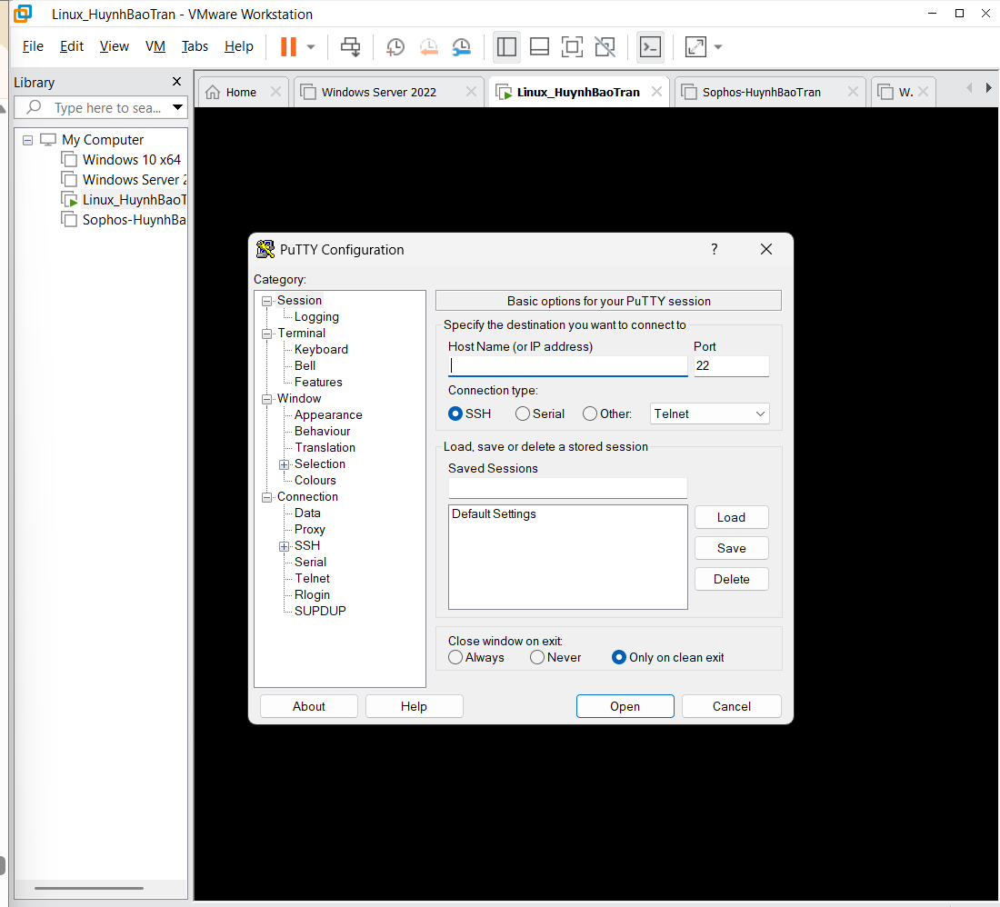 Linux_HuynhBaoTran - VMware Workstation
File Edit View VM Tabs Help
Library
Type here to sea...
Home
Windows Server 2022
Linux_HuynhBaoTran
Sophos-HuynhBaoTran
W.
My Computer
Windows 10 x64
Windows Server 2
Linux_HuynhBaoT
Sophos-HuynhBa
PuTTY Configuration
?
Category:
Session
Logging
Terminal
Keyboard
Bell
Features
Window
Appearance
Behaviour
Translation
Selection
Colours
Connection
Data
Proxy
SSH
Serial
Telnet
Rlogin
SUPDUP
Basic options for your PuTTY session
Specify the destination you want to connect to
Host Name (or IP address) Port
22
Connection type:
SSH Serial Other: Telnet
Load, save or delete a stored session
Saved Sessions
Default Settings
Load
Save
Delete
Close window on exit:
Always Never Only on clean exit
About Help Open Cancel